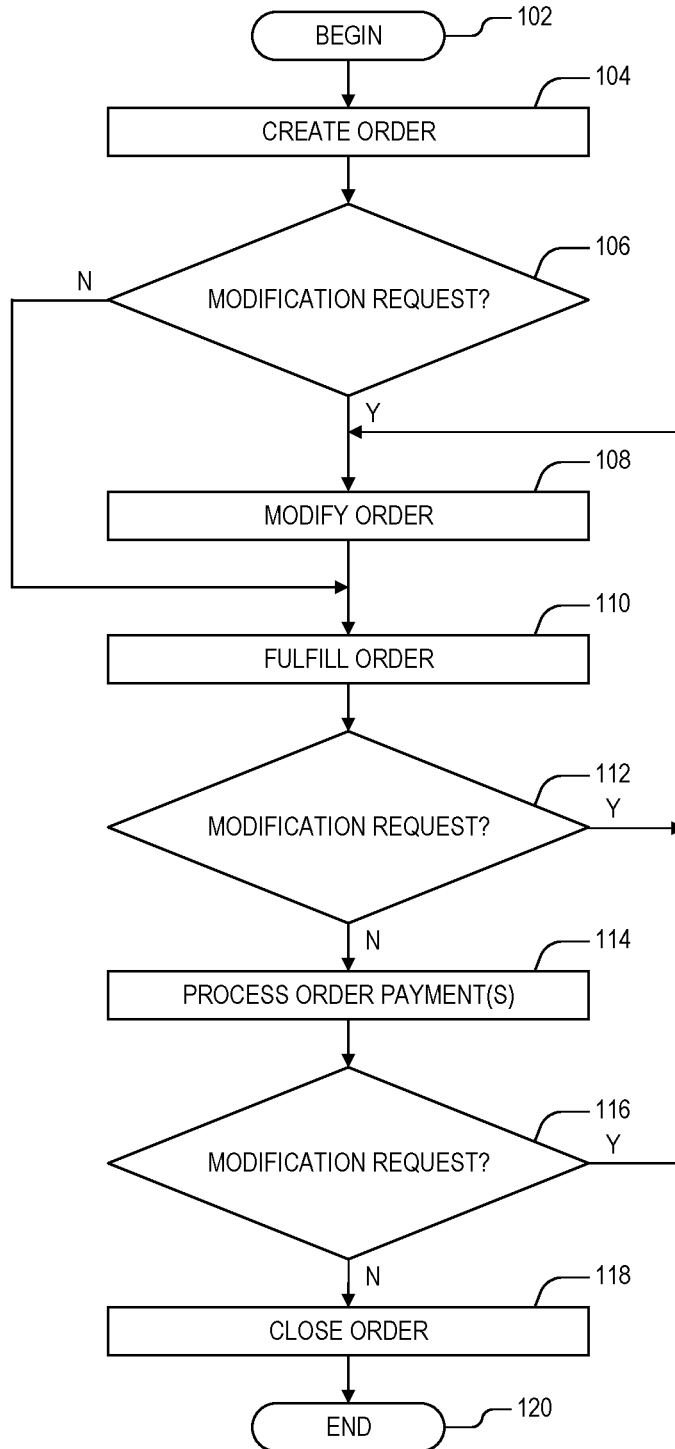 BEGIN
102
104
CREATE ORDER
106
N
MODIFICATION REQUEST?
Y
108
MODIFY ORDER
110
FULFILL ORDER
112
MODIFICATION REQUEST?
Y
N
114
PROCESS ORDER PAYMENT(S)
116
MODIFICATION REQUEST?
Y
N
118
CLOSE ORDER
120
END